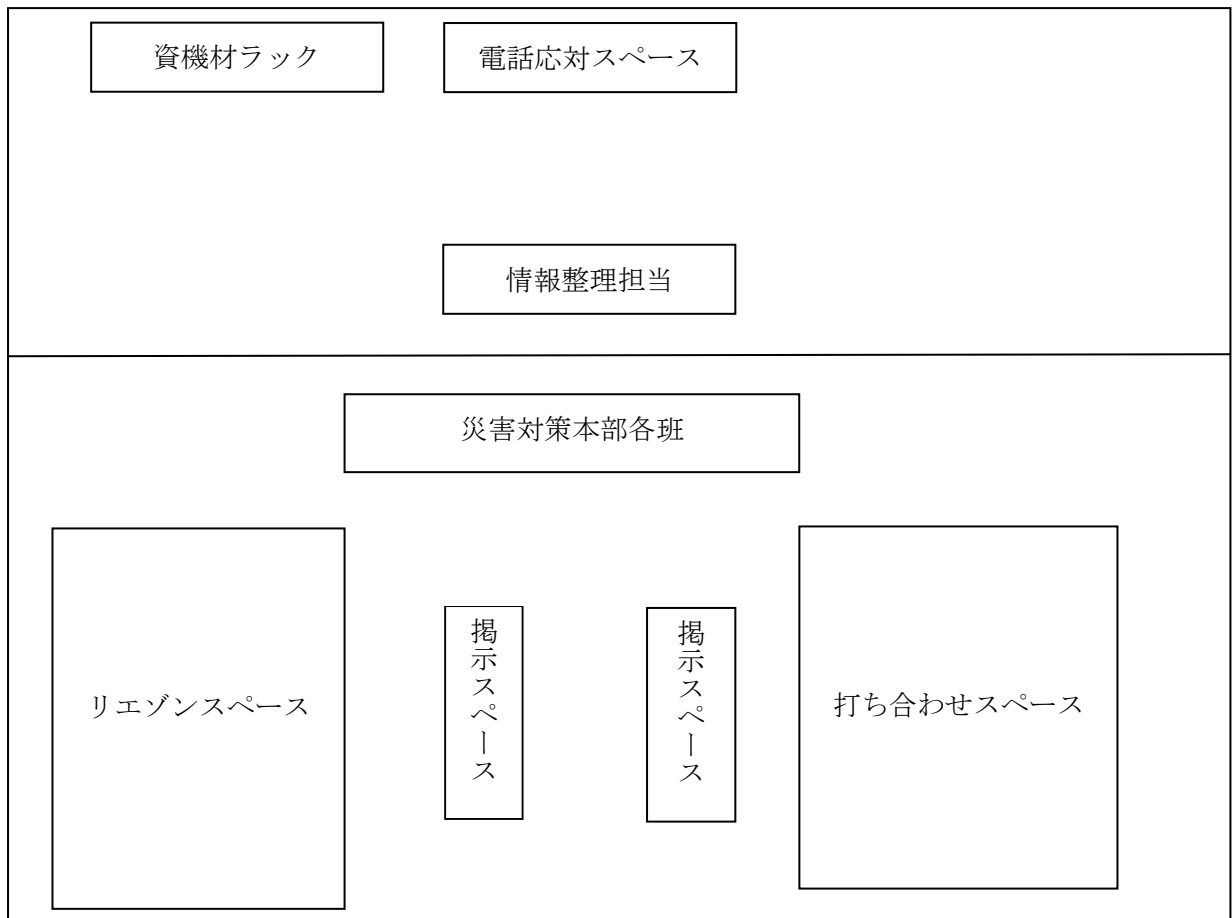 資機材ラック
電話応対スペース
情報整理担当
災害対策本部各班
リエゾンスペース
掲示スペース
掲示スペース
打ち合わせスペース